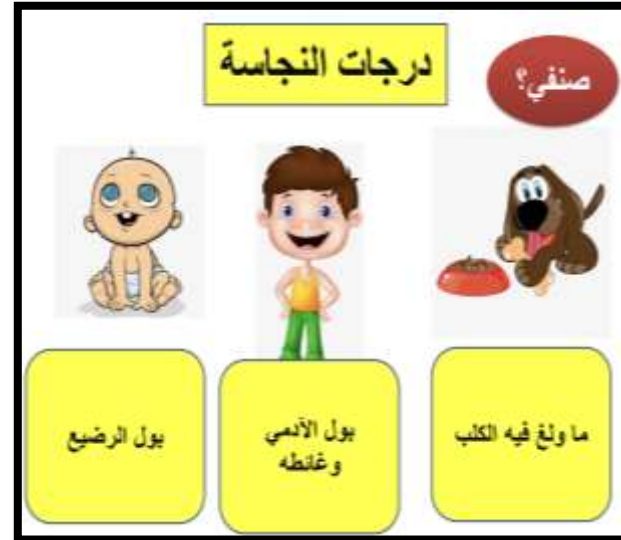 درجات النجاسة
صنفي؟
ما ولغ فيه الكلب
بول الآدمي
وغائطه
بول الرضيع